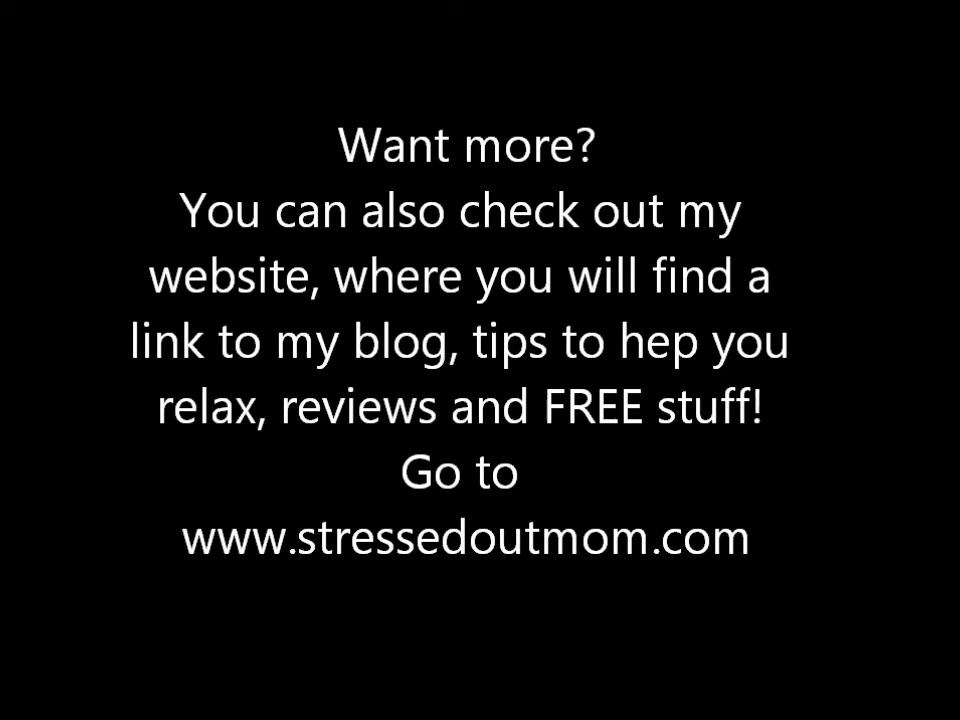 Want more?
You can also check out my
website, where you will find a
link to my blog, tips to hep you
relax, reviews and FREE stuff!
Go to
www.stressedoutmom.com